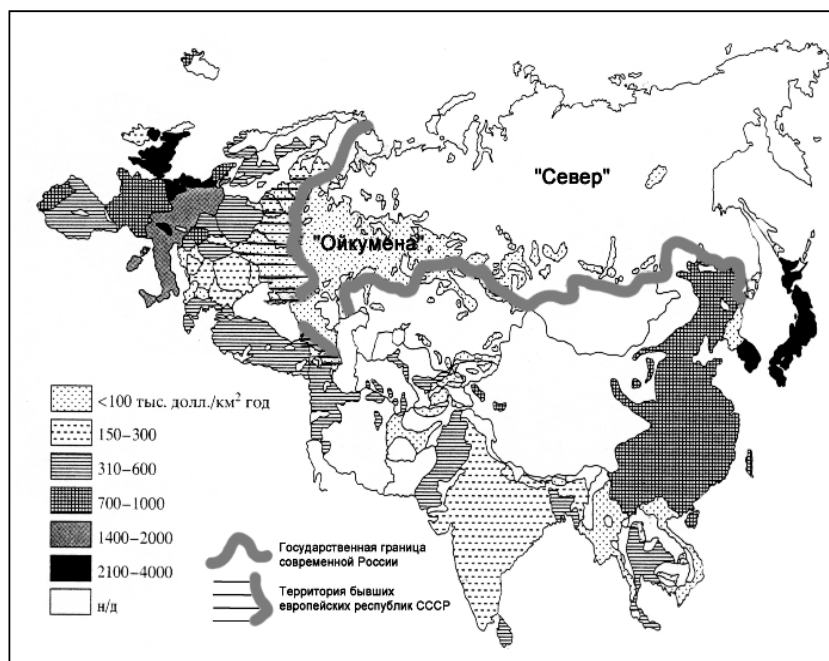 "Север"
"Ойкумена"
<100 тыс. долл./км² год
150–300
310–600
700–1000
1400–2000
2100–4000
н/д
Государственная граница
современной России
Территория бывших
европейских республик СССР